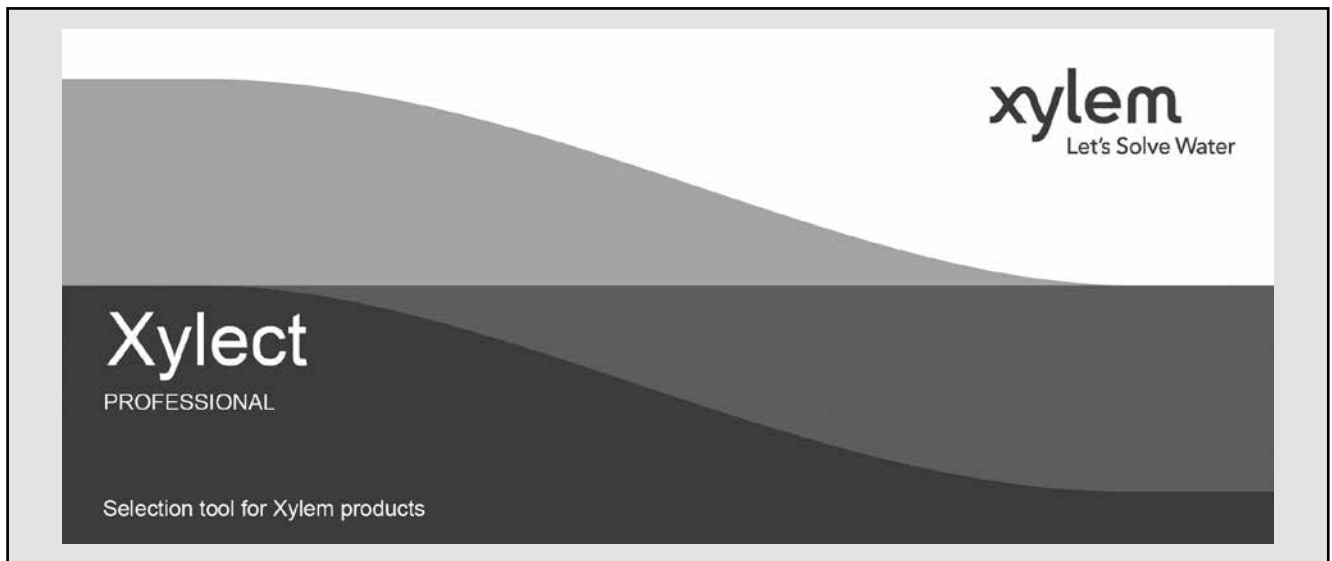 xylem
Let's Solve Water
Xylect
PROFESSIONAL
Selection tool for Xylem products